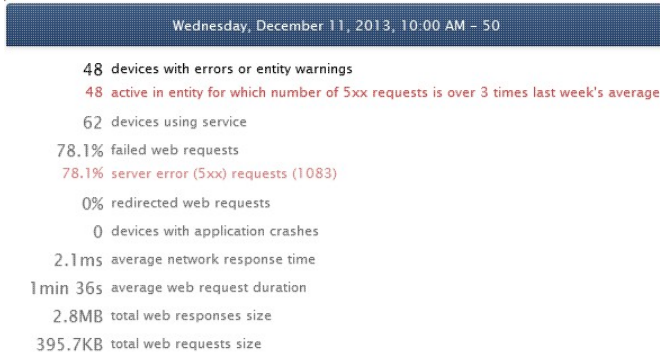 Wednesday, December 11, 2013, 10:00 AM – 50
48 devices with errors or entity warnings
48 active in entity for which number of 5xx requests is over 3 times last week's average
62 devices using service
78.1% failed web requests
78.1% server error (5xx) requests (1083)
0% redirected web requests
0 devices with application crashes
2.1ms average network response time
1min 36s average web request duration
2.8MB total web responses size
395.7KB total web requests size